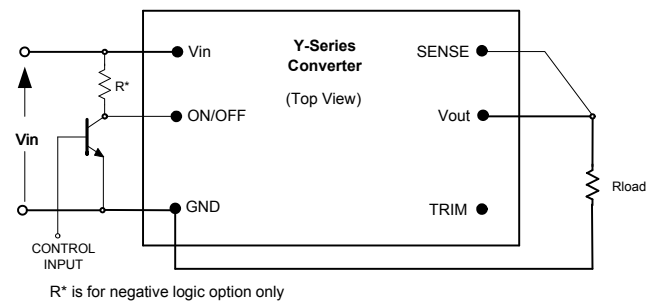 Y-Series
Converter
(Top View)
Vin
SENSE
R*
ON/OFF
Vout
Vin
Rload
GND
TRIM
CONTROL
INPUT
R* is for negative logic option only